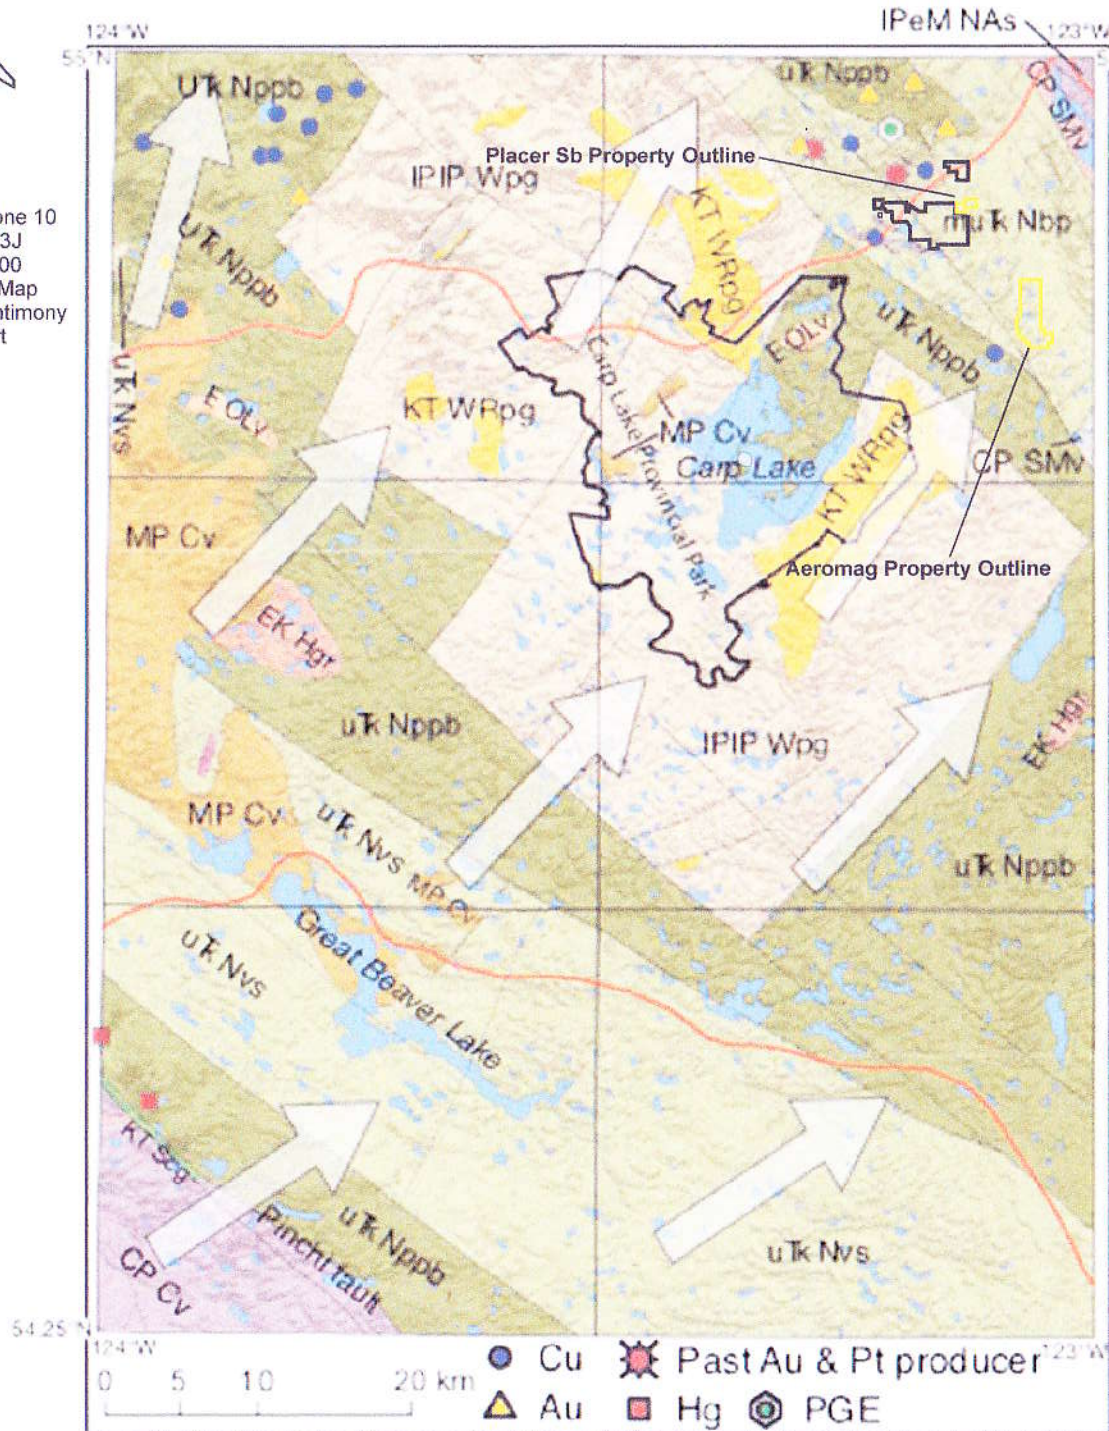 IPeM NAs
124°W
123°W
55°N
5
UTk Nppb
uTk Nppb
CP SMv
Placer Sb Property Outline
IPIP Wpg
KT WRpg
muTk Nbp
one 10
3J
00
Map
ntimony
t
uTk Nppb
E OLv
uTk Nppb
uTk Nvs
E OLv
KT WRpg
Carp Lake Provincial Park
MP Cv
Carp Lake
KT WRpg
CP SMv
MP Cv
Aeromag Property Outline
EK Hgr
uTk Nppb
IPIP Wpg
EK Hgr
MP Cv
uTk Nvs
MP Cv
uTk Nppb
uTk Nvs
Great Beaver Lake
KT Scg
uTk Nppb
Pinchi fault
CP Cv
uTk Nvs
54.25°N
124°W
123°W
Cu
Past Au & Pt producer
0 5 10 20 km
Au
Hg
PGE